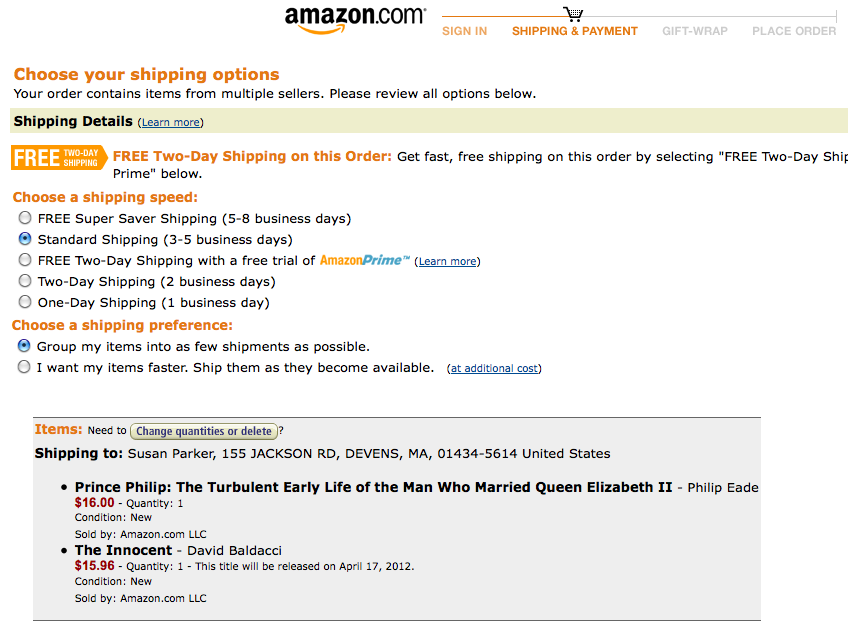 amazon.com
SIGN IN SHIPPING & PAYMENT GIFT-WRAP PLACE ORDER
Choose your shipping options
Your order contains items from multiple sellers. Please review all options below.
Shipping Details (Learn more)
FREE TWO-DAY SHIPPING FREE Two-Day Shipping on this Order: Get fast, free shipping on this order by selecting "FREE Two-Day Ship
Prime" below.
Choose a shipping speed:
FREE Super Saver Shipping (5-8 business days)
Standard Shipping (3-5 business days)
FREE Two-Day Shipping with a free trial of AmazonPrime™ (Learn more)
Two-Day Shipping (2 business days)
One-Day Shipping (1 business day)
Choose a shipping preference:
Group my items into as few shipments as possible.
I want my items faster. Ship them as they become available. (at additional cost)
Items: Need to Change quantities or delete?
Shipping to: Susan Parker, 155 JACKSON RD, DEVENS, MA, 01434-5614 United States
• Prince Philip: The Turbulent Early Life of the Man Who Married Queen Elizabeth II - Philip Eade
$16.00 - Quantity: 1
Condition: New
Sold by: Amazon.com LLC
• The Innocent - David Baldacci
$15.96 - Quantity: 1 - This title will be released on April 17, 2012.
Condition: New
Sold by: Amazon.com LLC